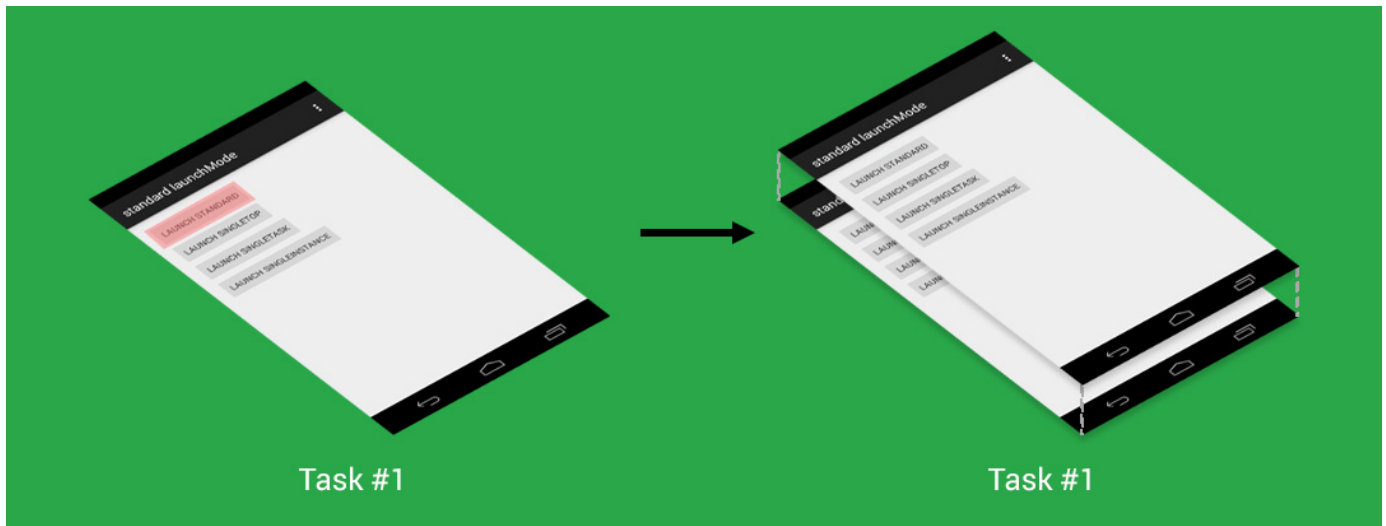 standard launchMode
LAUNCH STANDARD
LAUNCH SINGLETOP
LAUNCH SINGLETASK
LAUNCH SINGLEINSTANCE
Task #1
standard launchMode
LAUNCH STANDARD
LAUNCH SINGLETOP
LAUNCH SINGLETASK
LAUNCH SINGLEINSTANCE
Task #1